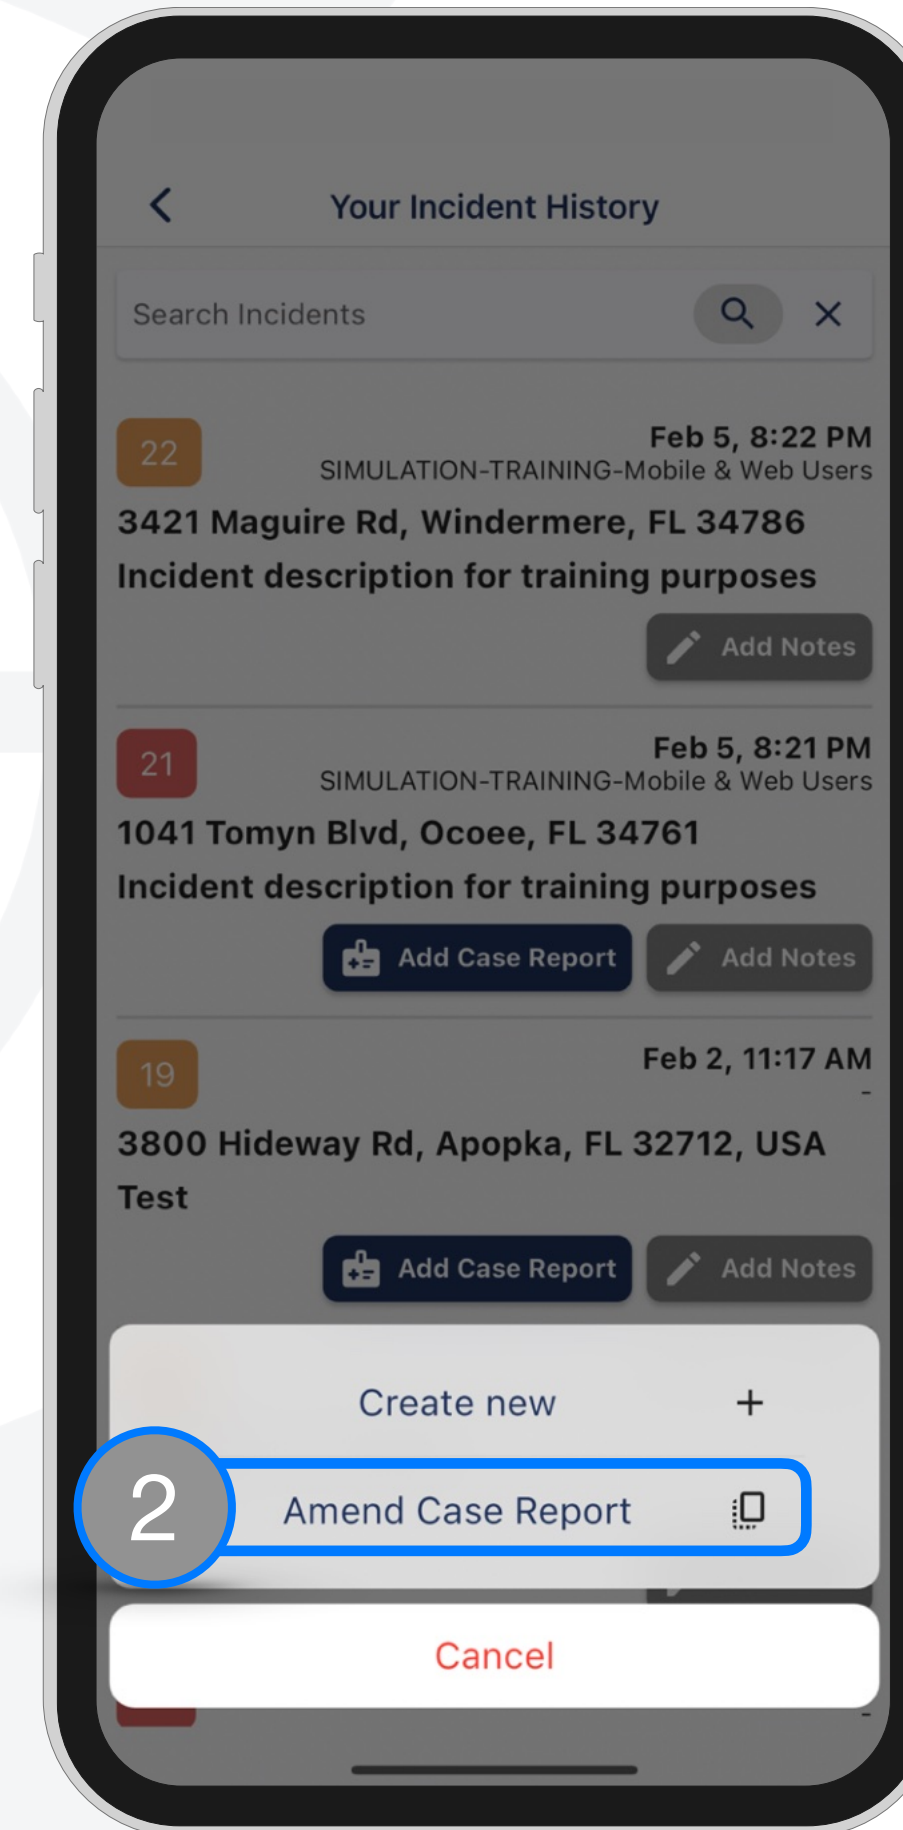 Your Incident History
Search Incidents
22
Feb 5, 8:22 PM
SIMULATION-TRAINING-Mobile & Web Users
3421 Maguire Rd, Windermere, FL 34786
Incident description for training purposes
Add Notes
21
Feb 5, 8:21 PM
SIMULATION-TRAINING-Mobile & Web Users
1041 Tomyn Blvd, Ocoee, FL 34761
Incident description for training purposes
Add Case Report
Add Notes
19
Feb 2, 11:17 AM
-
3800 Hideway Rd, Apopka, FL 32712, USA
Test
Add Case Report
Add Notes
Create new
2
Amend Case Report
Cancel
-